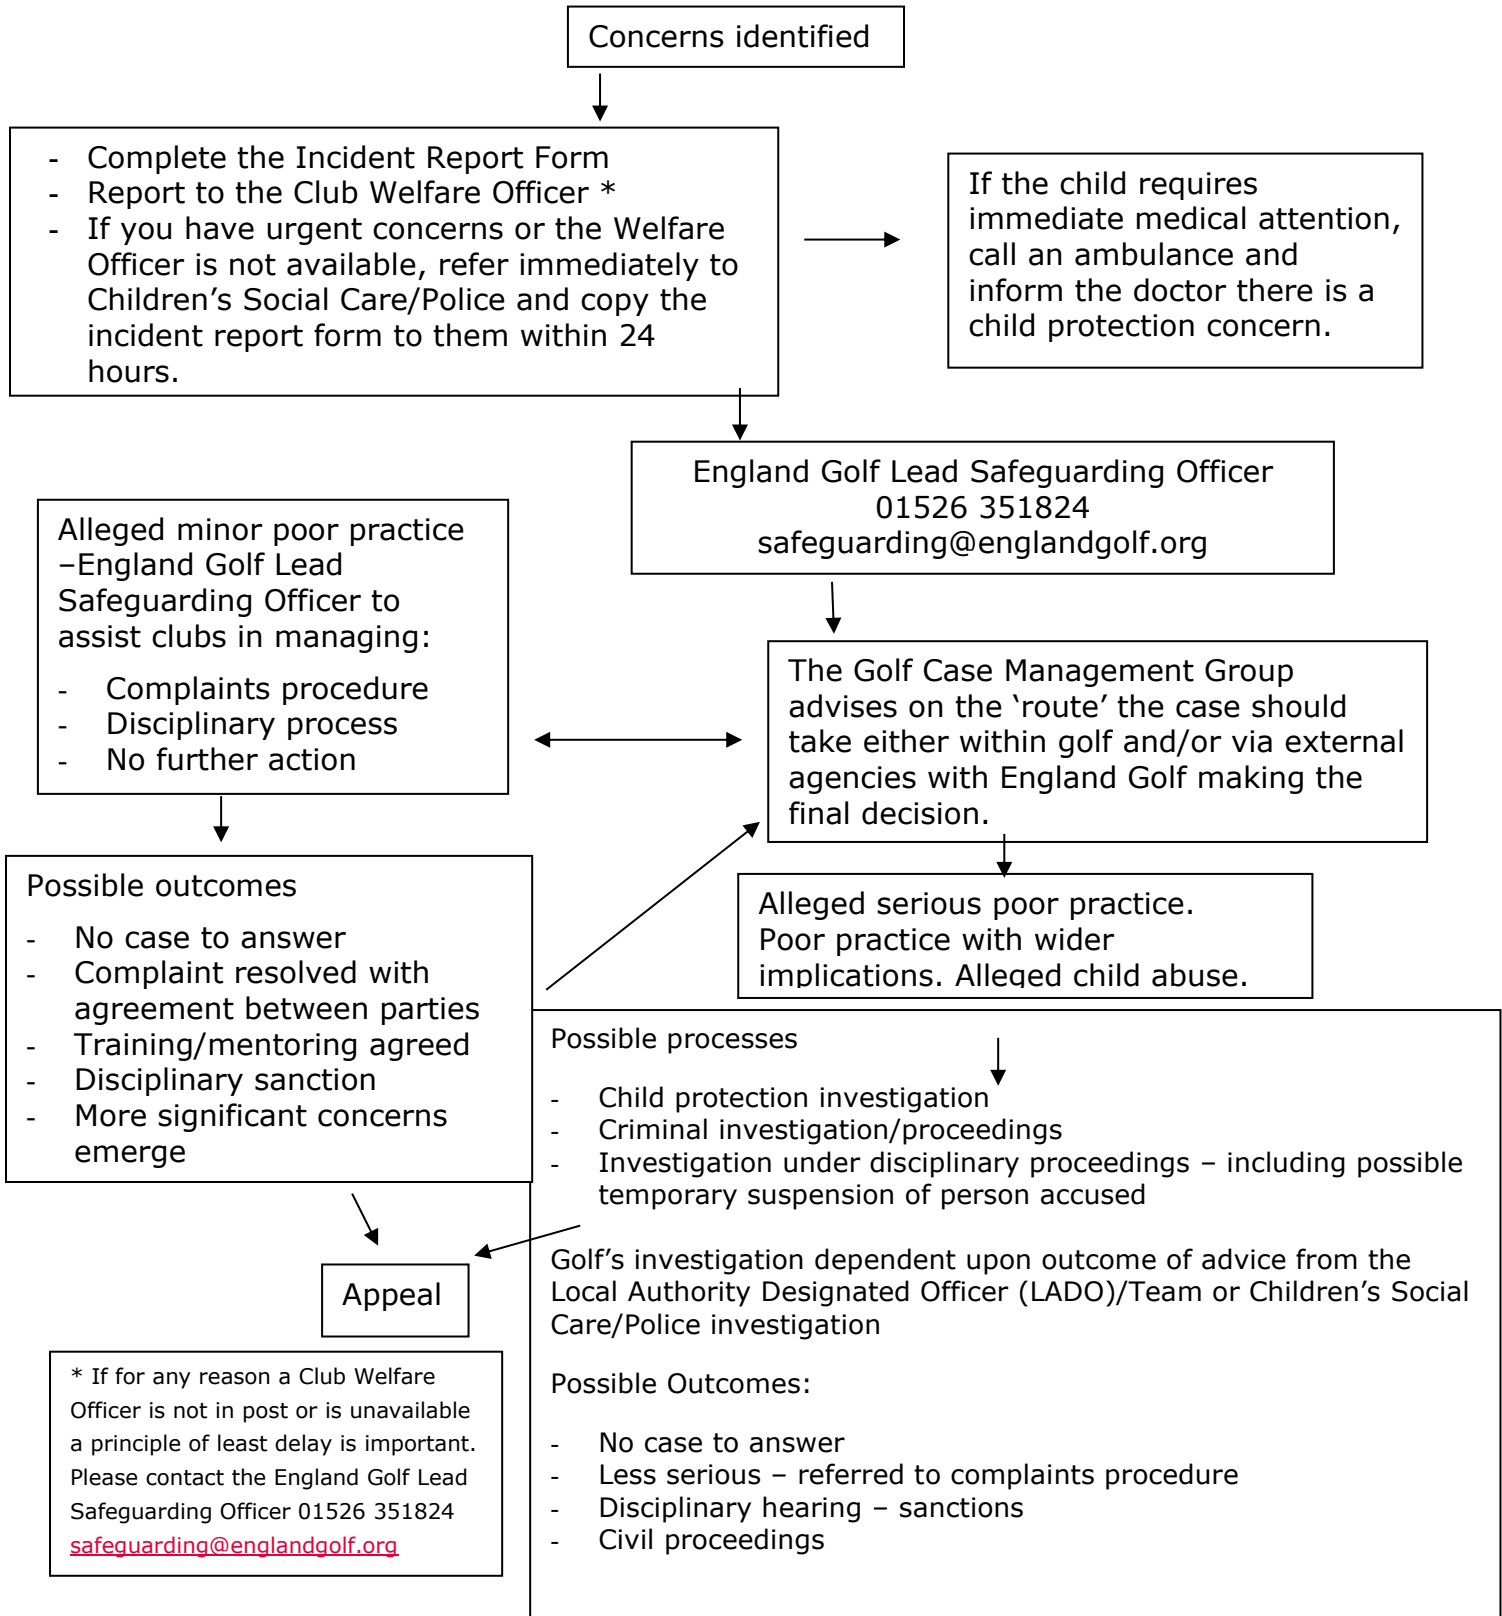 Concerns identified
- Complete the Incident Report Form
- Report to the Club Welfare Officer *
- If you have urgent concerns or the Welfare
Officer is not available, refer immediately to
Children’s Social Care/Police and copy the
incident report form to them within 24
hours.
If the child requires
immediate medical attention,
call an ambulance and
inform the doctor there is a
child protection concern.
England Golf Lead Safeguarding Officer
01526 351824
safeguarding@englandgolf.org
Alleged minor poor practice
–England Golf Lead
Safeguarding Officer to
assist clubs in managing:
- Complaints procedure
- Disciplinary process
- No further action
The Golf Case Management Group
advises on the ‘route’ the case should
take either within golf and/or via external
agencies with England Golf making the
final decision.
Possible outcomes
- No case to answer
- Complaint resolved with
agreement between parties
- Training/mentoring agreed
- Disciplinary sanction
- More significant concerns
emerge
Alleged serious poor practice.
Poor practice with wider
implications. Alleged child abuse.
Possible processes
- Child protection investigation
- Criminal investigation/proceedings
- Investigation under disciplinary proceedings – including possible
temporary suspension of person accused
Golf’s investigation dependent upon outcome of advice from the
Local Authority Designated Officer (LADO)/Team or Children’s Social
Care/Police investigation
Possible Outcomes:
- No case to answer
- Less serious – referred to complaints procedure
- Disciplinary hearing – sanctions
- Civil proceedings
Appeal
* If for any reason a Club Welfare
Officer is not in post or is unavailable
a principle of least delay is important.
Please contact the England Golf Lead
Safeguarding Officer 01526 351824
safeguarding@englandgolf.org